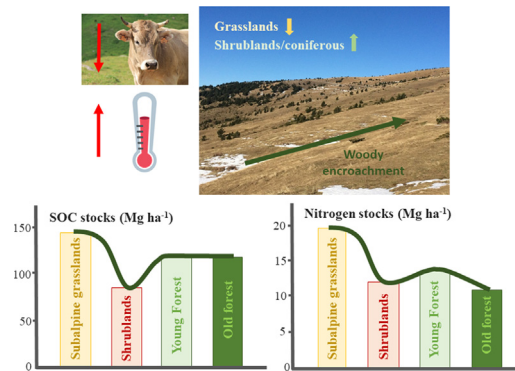 Grasslands
Shrublands/coniferous
Woody
encroachment
SOC stocks (Mg ha⁻¹)
150
100
50
0
Subalpine grasslands
Shrublands
Young Forest
Old forest
Nitrogen stocks (Mg ha⁻¹)
20
15
10
5
0
Subalpine grasslands
Shrublands
Young Forest
Old forest